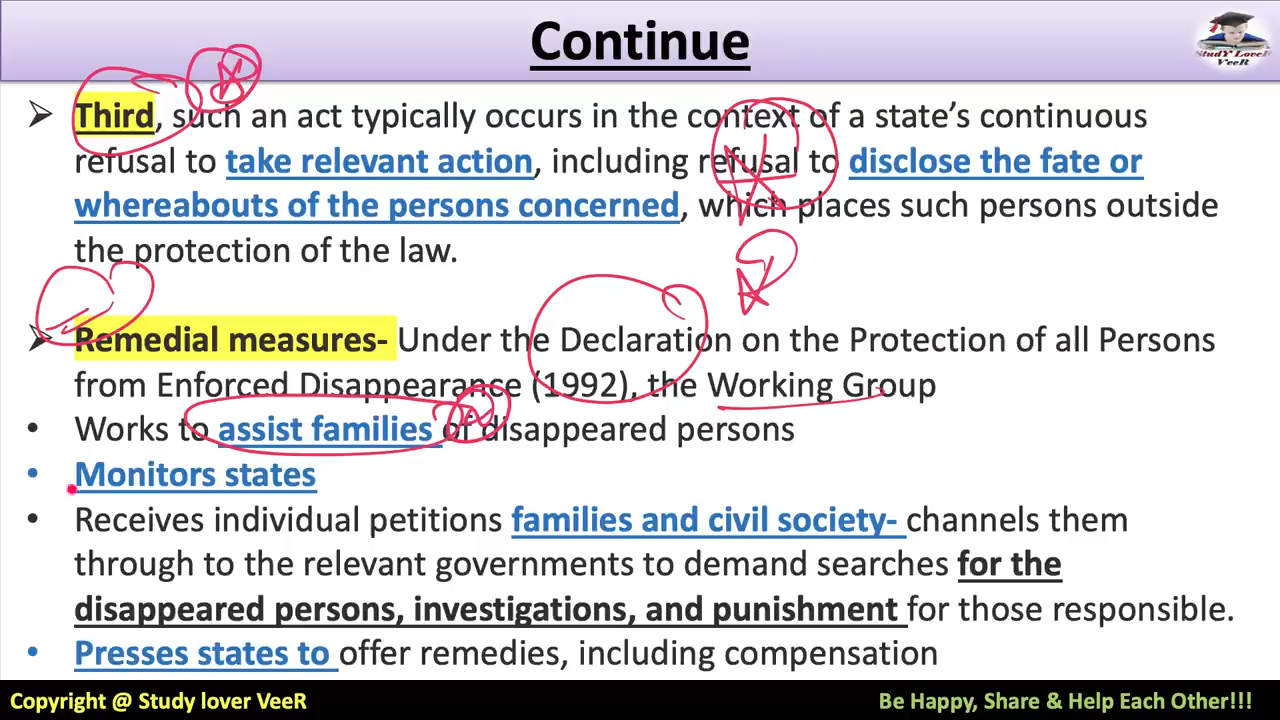 Continue
StudY LoveR
VeeR
➤ Third, such an act typically occurs in the context of a state’s continuous
refusal to take relevant action, including refusal to disclose the fate or
whereabouts of the persons concerned, which places such persons outside
the protection of the law.
➤ Remedial measures- Under the Declaration on the Protection of all Persons
from Enforced Disappearance (1992), the Working Group
• Works to assist families of disappeared persons
• Monitors states
• Receives individual petitions families and civil society- channels them
through to the relevant governments to demand searches for the
disappeared persons, investigations, and punishment for those responsible.
• Presses states to offer remedies, including compensation
Copyright @ Study lover VeeR
Be Happy, Share & Help Each Other!!!